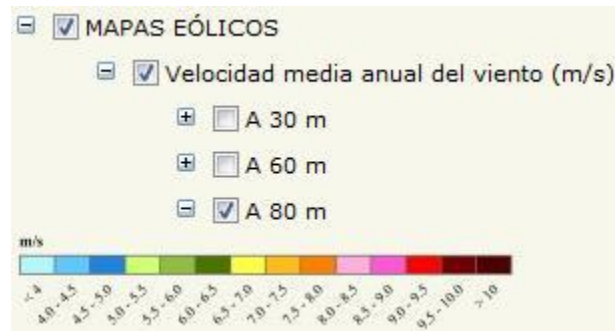 MAPAS EÓLICOS
Velocidad media anual del viento (m/s)
A 30 m
A 60 m
A 80 m
m/s
< 4 4.0 - 4.5 4.5 - 5.0 5.0 - 5.5 5.5 - 6.0 6.0 - 6.5 6.5 - 7.0 7.0 - 7.5 7.5 - 8.0 8.0 - 8.5 8.5 - 9.0 9.0 - 9.5 9.5 - 10.0 > 10